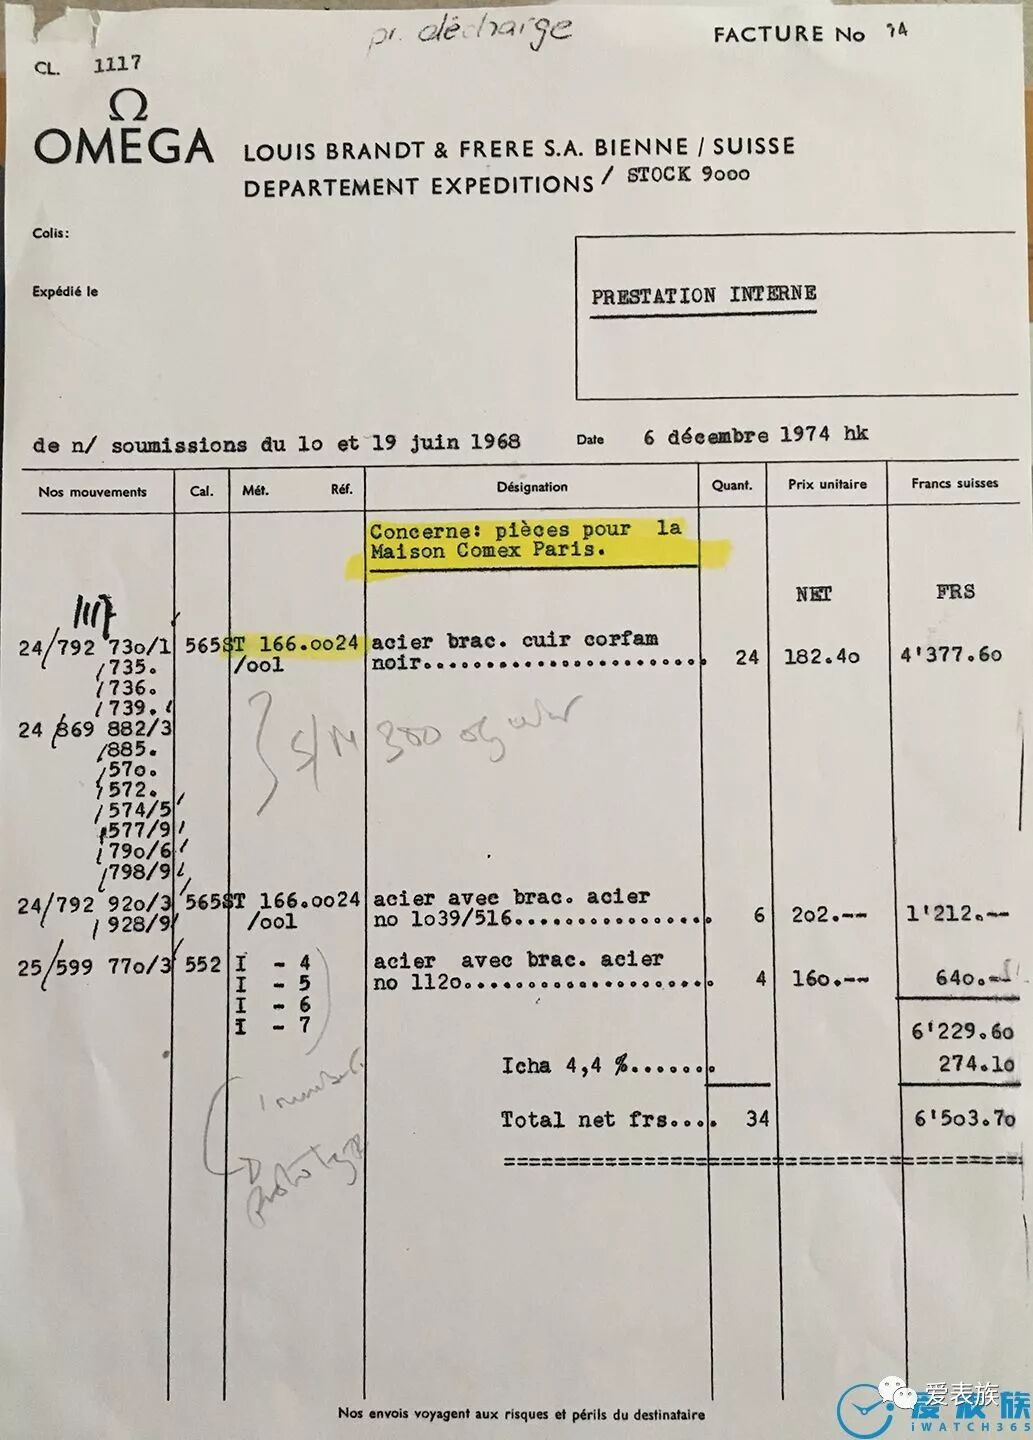 pr. décharge
FACTURE No 94
CL. 1117
Ω
OMEGA
LOUIS BRANDT & FRERE S.A. BIENNE / SUISSE
DEPARTEMENT EXPEDITIONS / STOCK 9000
Colis:
Expédié le
PRESTATION INTERNE
de n/ soumissions du 10 et 19 juin 1968 Date 6 décembre 1974 hk
Nos mouvements Cal. Mét. Réf. Désignation Quant. Prix unitaire Francs suisses
Concerne: pièces pour la
Maison Comex Paris.
NET FRS
1117
24/792 730/1 565 ST 166.0024 acier brac. cuir corfam
/735. /001 noir........................ 24 182.40 4'377.60
/736.
/739.
24/869 882/3
S/M 300
/885.
/570.
/572.
/574/5
/577/9
/790/6
/798/9
24/792 920/3 565 ST 166.0024 acier avec brac. acier
/928/9 /001 no 1039/516................. 6 202.-- 1'212.--
25/599 770/3 552 I - 4 acier avec brac. acier
I - 5 no 1120..................... 4 160.-- 640.--
I - 6
I - 7
6'229.60
Icha 4,4 %....... 274.10
Total net frs.... 34 6'503.70
prototype
Nos envois voyagent aux risques et périls du destinataire
爱表族
爱表族
iWATCH365